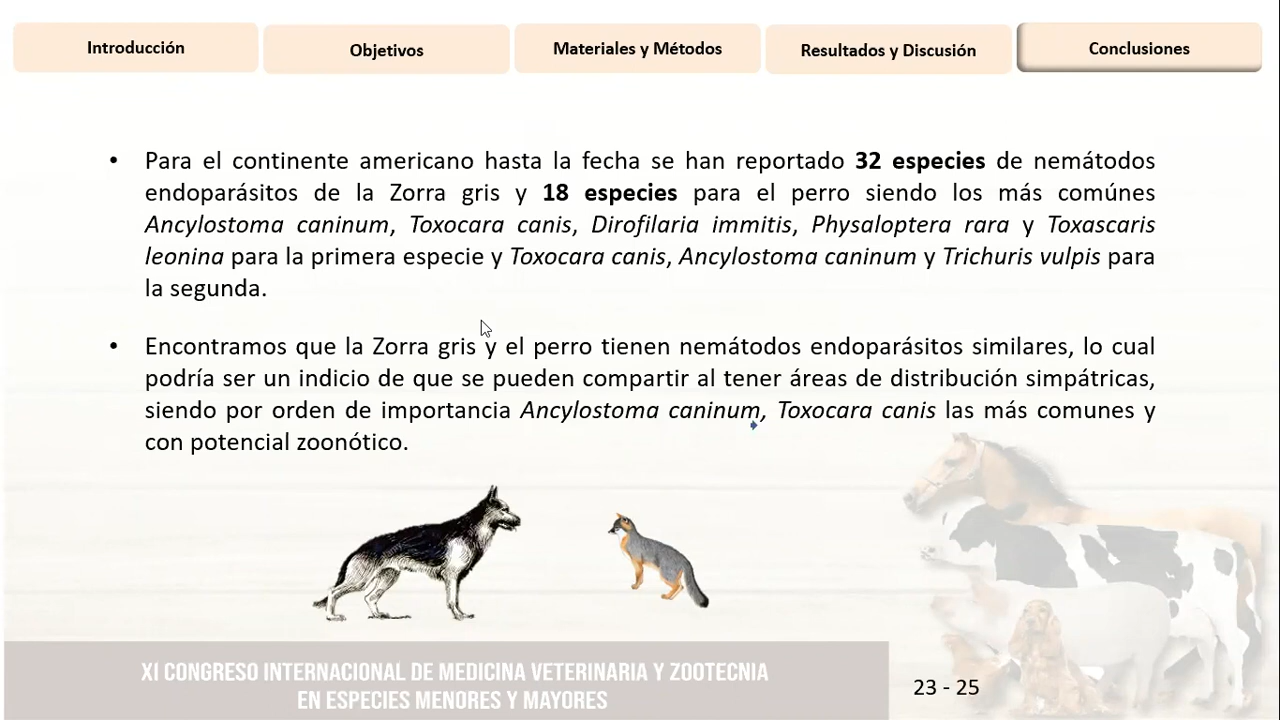 Introducción
Objetivos
Materiales y Métodos
Resultados y Discusión
Conclusiones
• Para el continente americano hasta la fecha se han reportado 32 especies de nemátodos
endoparásitos de la Zorra gris y 18 especies para el perro siendo los más comúnes
Ancylostoma caninum, Toxocara canis, Dirofilaria immitis, Physaloptera rara y Toxascaris
leonina para la primera especie y Toxocara canis, Ancylostoma caninum y Trichuris vulpis para
la segunda.
• Encontramos que la Zorra gris y el perro tienen nemátodos endoparásitos similares, lo cual
podría ser un indicio de que se pueden compartir al tener áreas de distribución simpátricas,
siendo por orden de importancia Ancylostoma caninum, Toxocara canis las más comunes y
con potencial zoonótico.
XI CONGRESO INTERNACIONAL DE MEDICINA VETERINARIA Y ZOOTECNIA
EN ESPECIES MENORES Y MAYORES
23 - 25